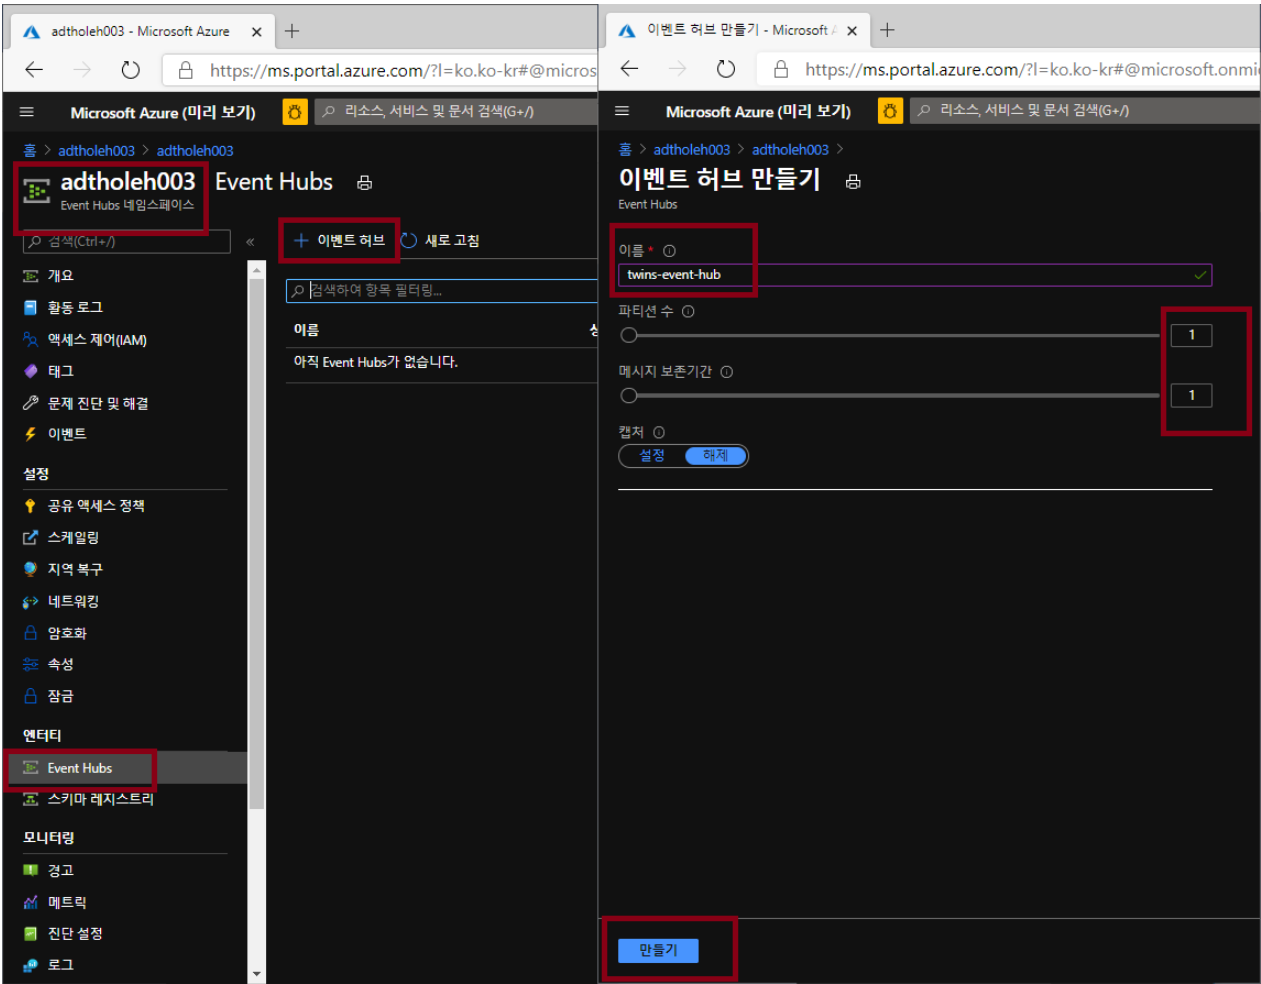 adtholeh003 - Microsoft Azure
https://ms.portal.azure.com/?l=ko.ko-kr#@micros
Microsoft Azure (미리 보기)
리소스, 서비스 및 문서 검색(G+/)
홈 > adtholeh003 > adtholeh003
adtholeh003 Event Hubs
Event Hubs 네임스페이스
검색(Ctrl+/)
«
개요
활동 로그
액세스 제어(IAM)
태그
문제 진단 및 해결
이벤트
설정
공유 액세스 정책
스케일링
지역 복구
네트워킹
암호화
속성
잠금
엔터티
Event Hubs
스키마 레지스트리
모니터링
경고
메트릭
진단 설정
로그
+ 이벤트 허브
새로 고침
검색하여 항목 필터링...
이름
아직 Event Hubs가 없습니다.
이벤트 허브 만들기 - Microsoft
https://ms.portal.azure.com/?l=ko.ko-kr#@microsoft.onmi
Microsoft Azure (미리 보기)
리소스, 서비스 및 문서 검색(G+/)
홈 > adtholeh003 > adtholeh003 >
이벤트 허브 만들기
Event Hubs
이름 *
twins-event-hub
파티션 수
1
메시지 보존기간
1
캡처
설정 해제
만들기